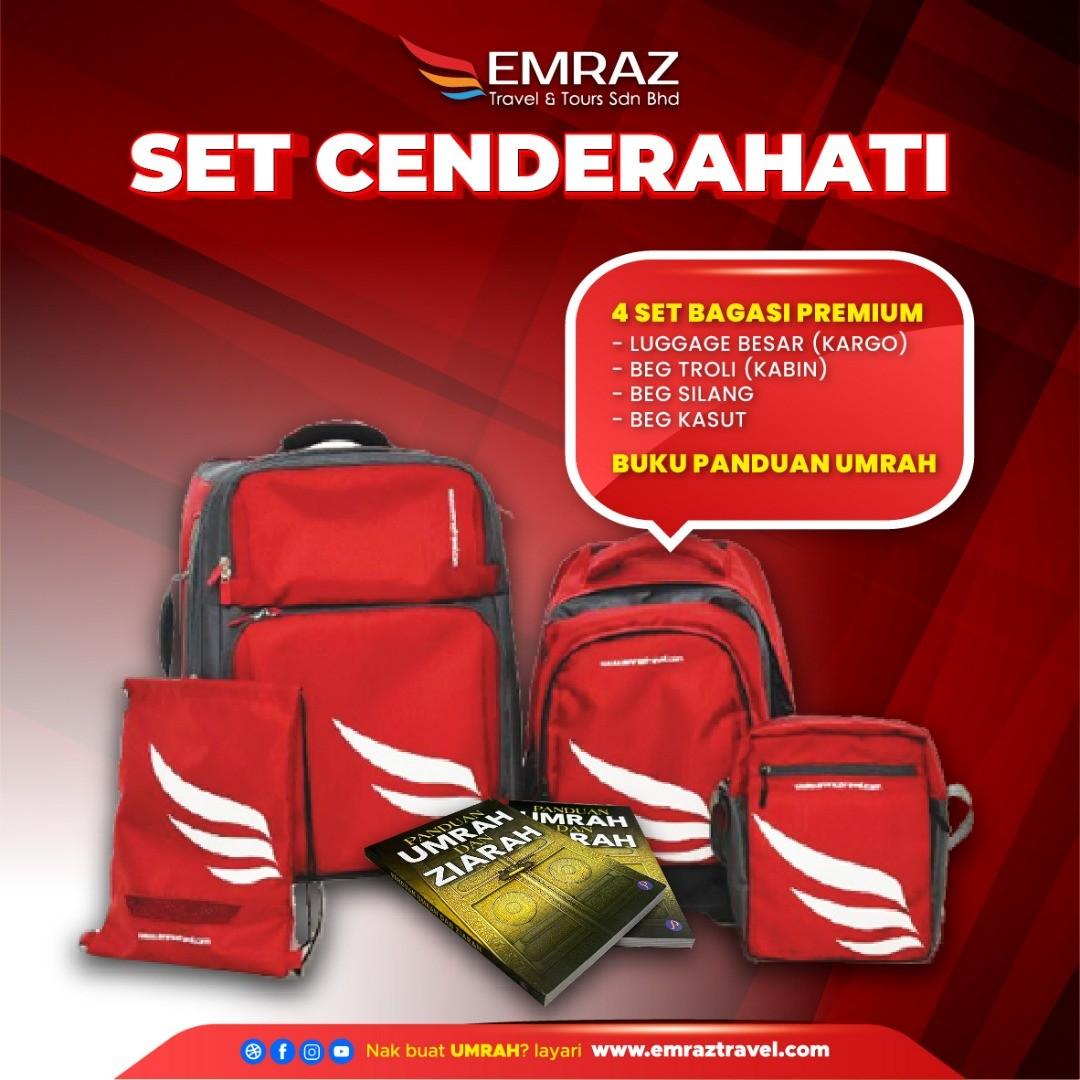 EMRAZ
Travel & Tours Sdn Bhd
SET CENDERAHATI
4 SET BAGASI PREMIUM
- LUGGAGE BESAR (KARGO)
- BEG TROLI (KABIN)
- BEG SILANG
- BEG KASUT
BUKU PANDUAN UMRAH
PANDUAN
UMRAH
DAN
ZIARAH
PANDUAN
UMRAH
DAN
RAH
Nak buat UMRAH? layari www.emraztravel.com